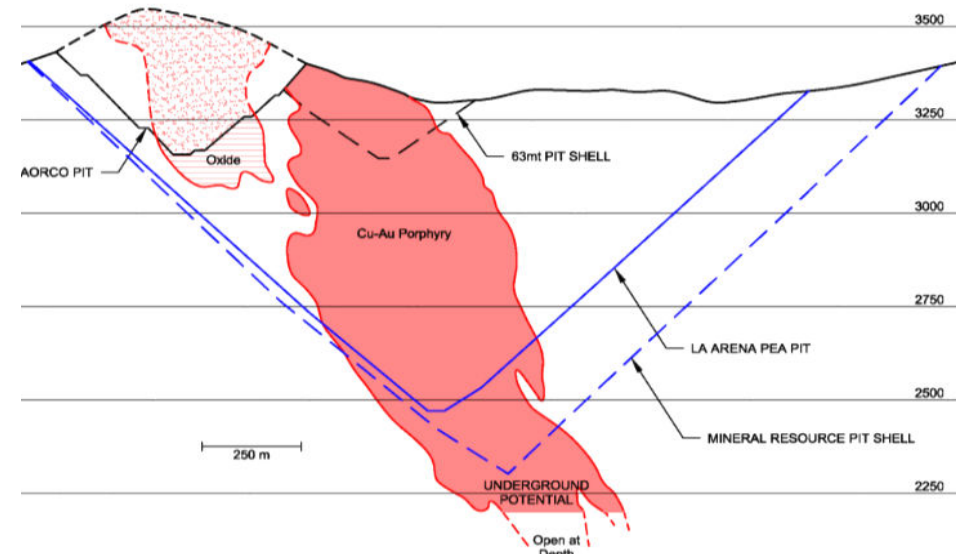 3500
3250
63mt PIT SHELL
AORCO PIT
Oxide
3000
Cu-Au Porphyry
2750
LA ARENA PEA PIT
2500
MINERAL RESOURCE PIT SHELL
250 m
UNDERGROUND
POTENTIAL
2250
Open at
Depth